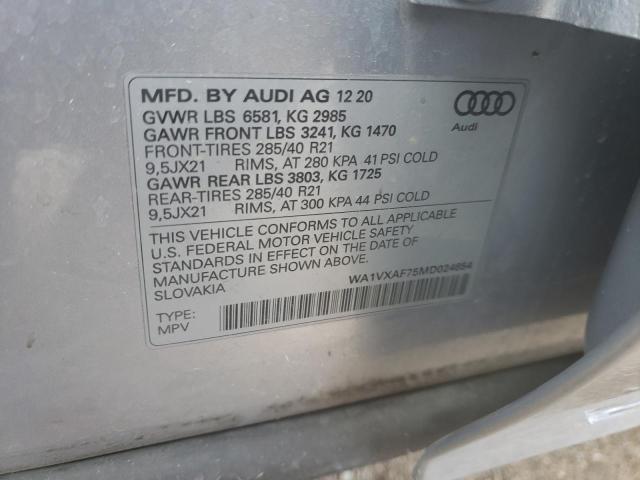 MFD. BY AUDI AG 12 20
GVWR LBS 6581, KG 2985
GAWR FRONT LBS 3241, KG 1470
FRONT-TIRES 285/40 R21
9,5JX21 RIMS, AT 280 KPA 41 PSI COLD
GAWR REAR LBS 3803, KG 1725
REAR-TIRES 285/40 R21
9,5JX21 RIMS, AT 300 KPA 44 PSI COLD
Audi
THIS VEHICLE CONFORMS TO ALL APPLICABLE
U.S. FEDERAL MOTOR VEHICLE SAFETY
STANDARDS IN EFFECT ON THE DATE OF
MANUFACTURE SHOWN ABOVE.
SLOVAKIA
WA1VXAF75MD024654
TYPE:
MPV